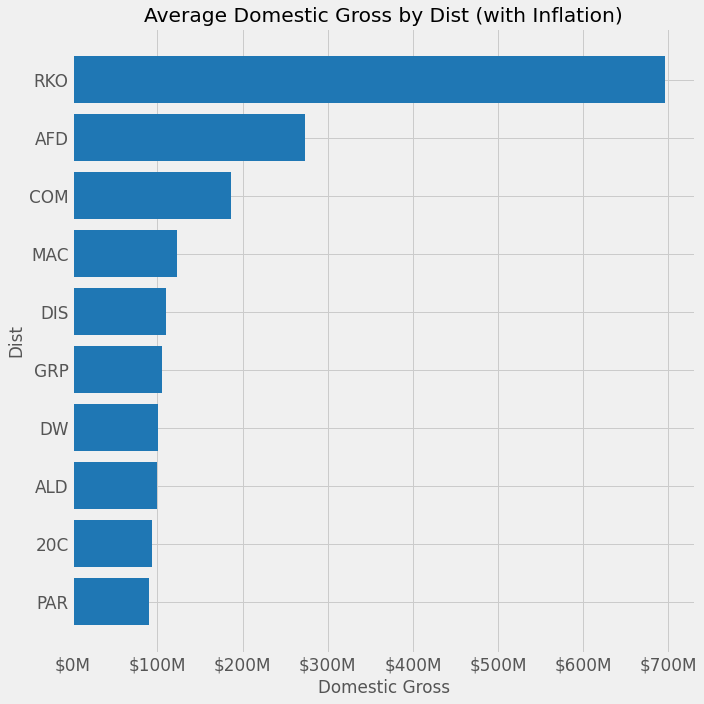 Average Domestic Gross by Dist (with Inflation)
RKO
AFD
COM
MAC
DIS
GRP
DW
ALD
20C
PAR
Dist
$0M $100M $200M $300M $400M $500M $600M $700M
Domestic Gross